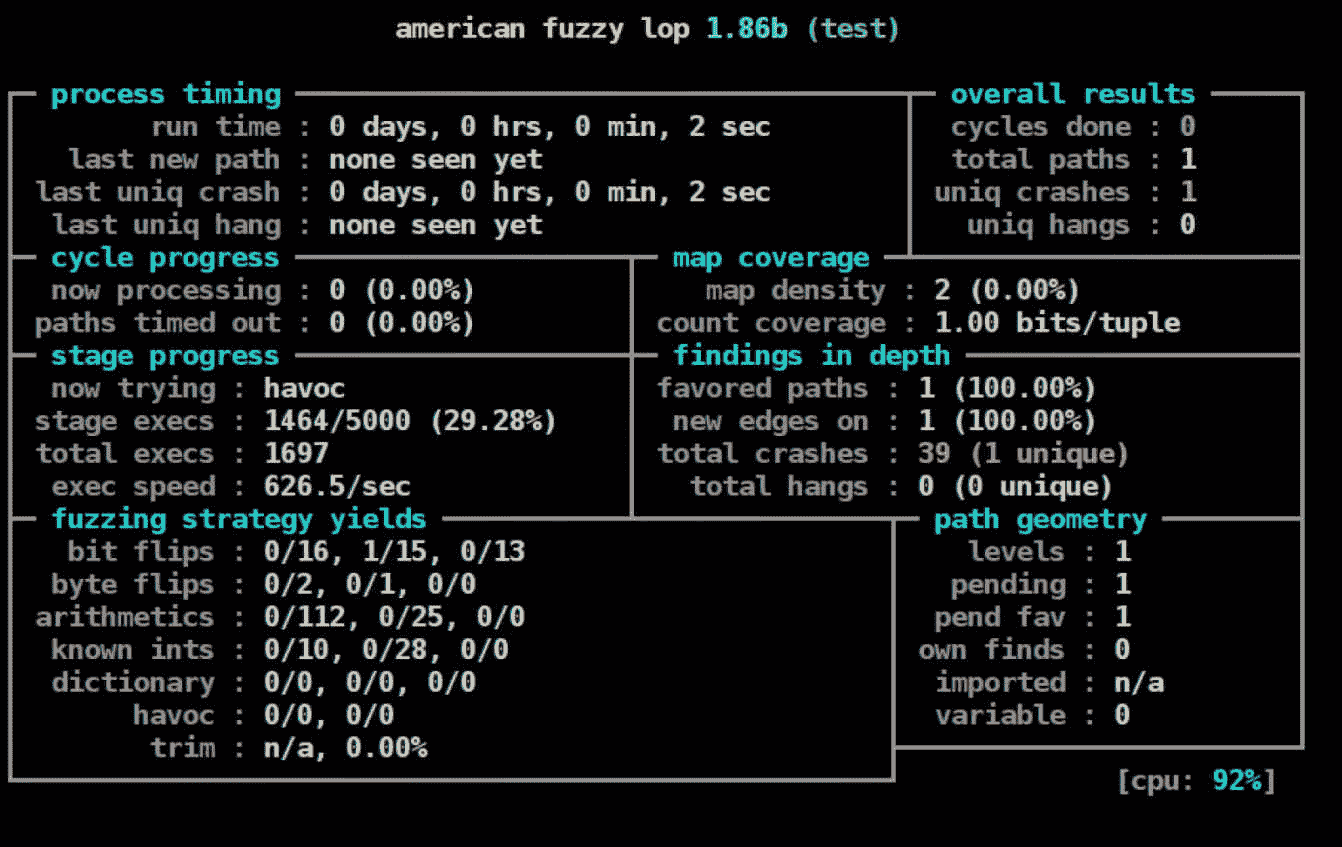 american fuzzy lop 1.86b (test)
process timing
run time : 0 days, 0 hrs, 0 min, 2 sec
last new path : none seen yet
last uniq crash : 0 days, 0 hrs, 0 min, 2 sec
last uniq hang : none seen yet
overall results
cycles done : 0
total paths : 1
uniq crashes : 1
uniq hangs : 0
cycle progress
now processing : 0 (0.00%)
paths timed out : 0 (0.00%)
map coverage
map density : 2 (0.00%)
count coverage : 1.00 bits/tuple
stage progress
now trying : havoc
stage execs : 1464/5000 (29.28%)
total execs : 1697
exec speed : 626.5/sec
findings in depth
favored paths : 1 (100.00%)
new edges on : 1 (100.00%)
total crashes : 39 (1 unique)
total hangs : 0 (0 unique)
fuzzing strategy yields
bit flips : 0/16, 1/15, 0/13
byte flips : 0/2, 0/1, 0/0
arithmetics : 0/112, 0/25, 0/0
known ints : 0/10, 0/28, 0/0
dictionary : 0/0, 0/0, 0/0
havoc : 0/0, 0/0
trim : n/a, 0.00%
path geometry
levels : 1
pending : 1
pend fav : 1
own finds : 0
imported : n/a
variable : 0
[cpu: 92%]